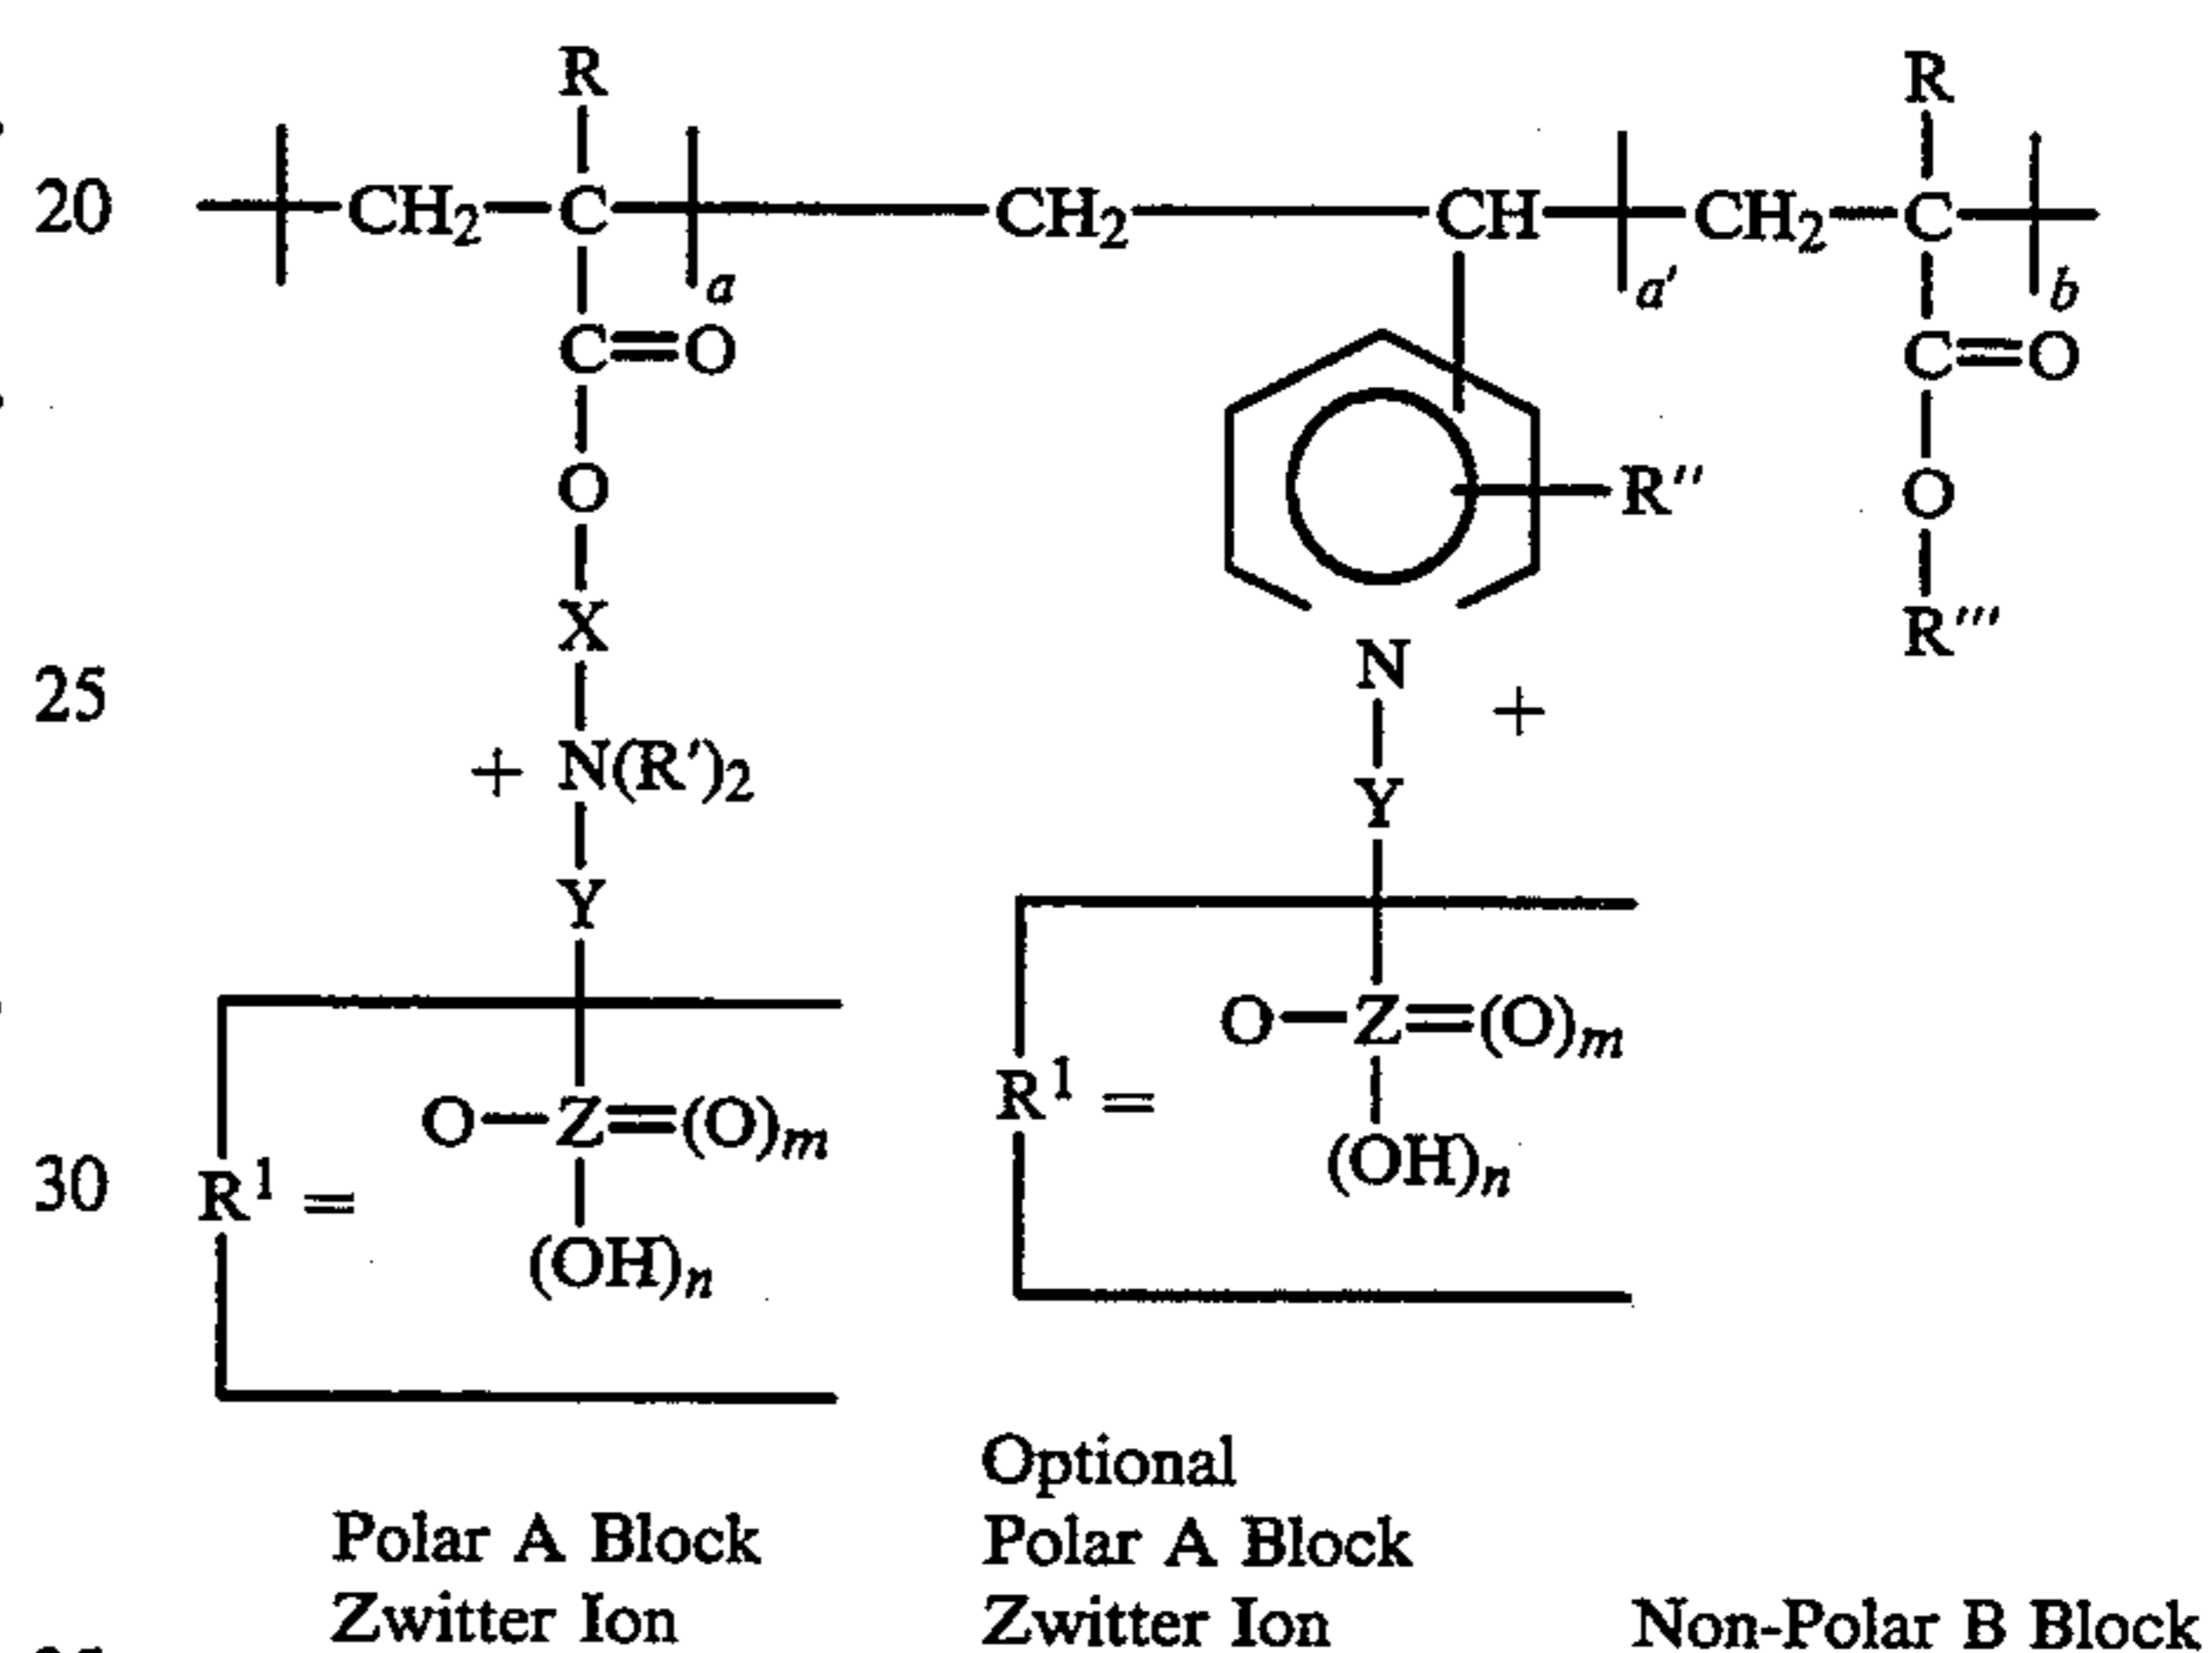 R R
20 CH2 C a CH2 CH a' CH2 C b
C=O C=O
O R'' O
X N + R'''
25
+ N(R')2 Y
Y
O-Z=(O)m
R1 =
(OH)n
O-Z=(O)m
30 R1 =
(OH)n
Optional
Polar A Block Polar A Block
Zwitter Ion Zwitter Ion Non-Polar B Block